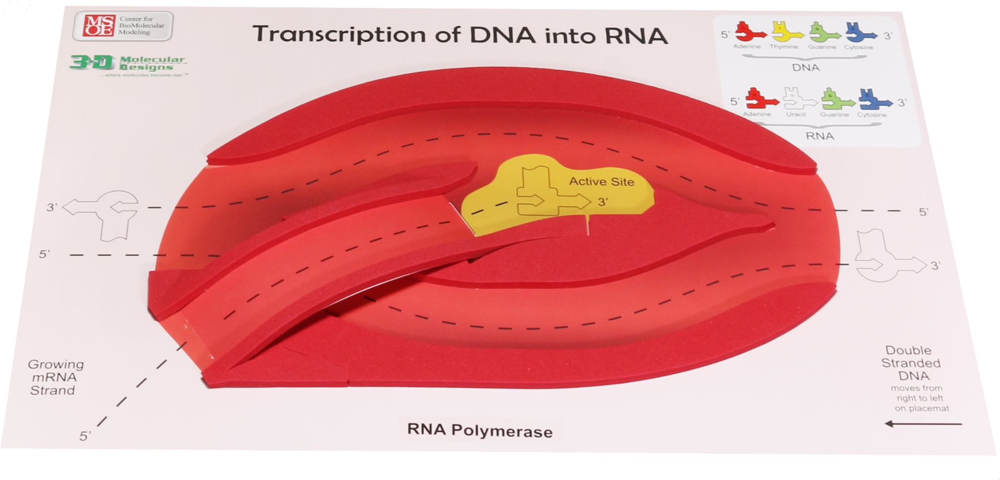 MS
OE
Center for
BioMolecular
Modeling
3-D Molecular
Designs
...where molecules become real ™
Transcription of DNA into RNA
5' 3'
Adenine Thymine Guanine Cytosine
DNA
5' 3'
Adenine Uracil Guanine Cytosine
RNA
Active Site
3'
3'
5'
5'
3'
Growing
mRNA
Strand
5'
Double
Stranded
DNA
moves from
right to left
on placemat
RNA Polymerase